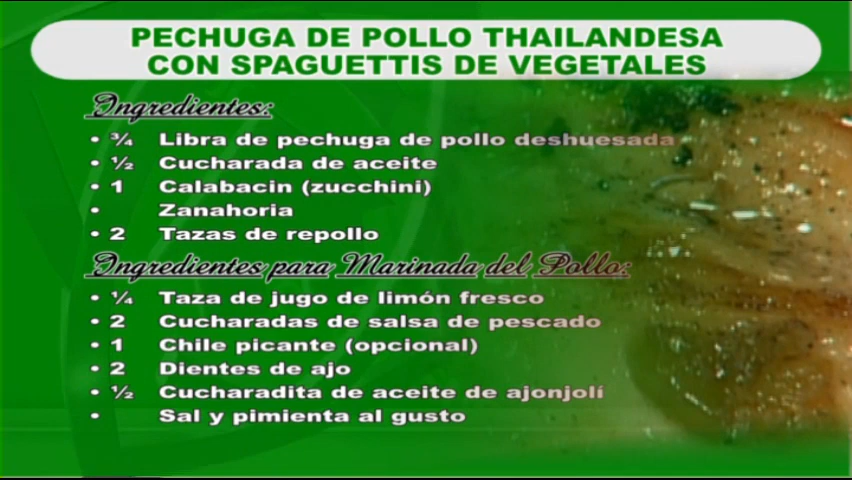 PECHUGA DE POLLO THAILANDESA
CON SPAGUETTIS DE VEGETALES
Ingredientes:
• ¾ Libra de pechuga de pollo deshuesada
• ½ Cucharada de aceite
• 1 Calabacin (zucchini)
• Zanahoria
• 2 Tazas de repollo
Ingredientes para Marinada del Pollo:
• ¼ Taza de jugo de limón fresco
• 2 Cucharadas de salsa de pescado
• 1 Chile picante (opcional)
• 2 Dientes de ajo
• ½ Cucharadita de aceite de ajonjolí
• Sal y pimienta al gusto